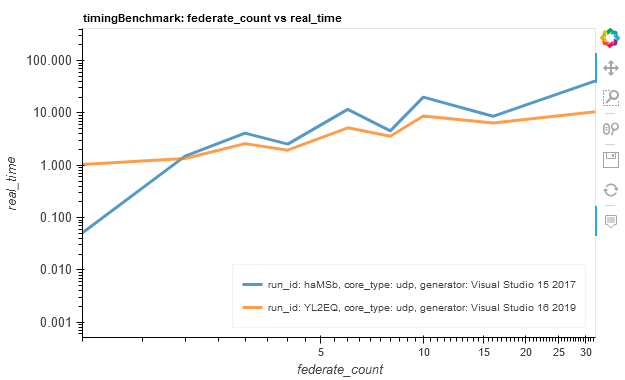 timingBenchmark: federate_count vs real_time
100.000
10.000
1.000
0.100
0.010
0.001
real_time
run_id: haMSb, core_type: udp, generator: Visual Studio 15 2017
run_id: YL2EQ, core_type: udp, generator: Visual Studio 16 2019
5 10 15 20 25 30
federate_count